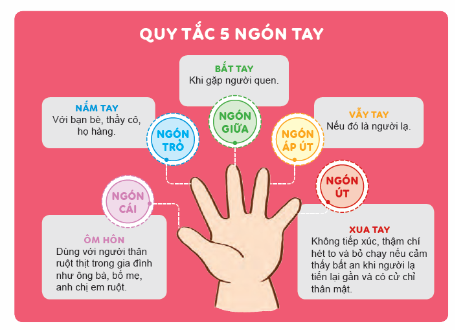 QUY TẮC 5 NGÓN TAY
BẮT TAY
Khi gặp người quen.
NẮM TAY
Với bạn bè, thầy cô,
họ hàng.
NGÓN
TRỎ
NGÓN
GIỮA
NGÓN
ÁP ÚT
VẪY TAY
Nếu đó là người lạ.
NGÓN
CÁI
NGÓN
ÚT
ÔM HÔN
Dùng với người thân
ruột thịt trong gia đình
như ông bà, bố mẹ,
anh chị em ruột.
XUA TAY
Không tiếp xúc, thậm chí
hét to và bỏ chạy nếu cảm
thấy bất an khi người lạ
tiến lại gần và có cử chỉ
thân mật.